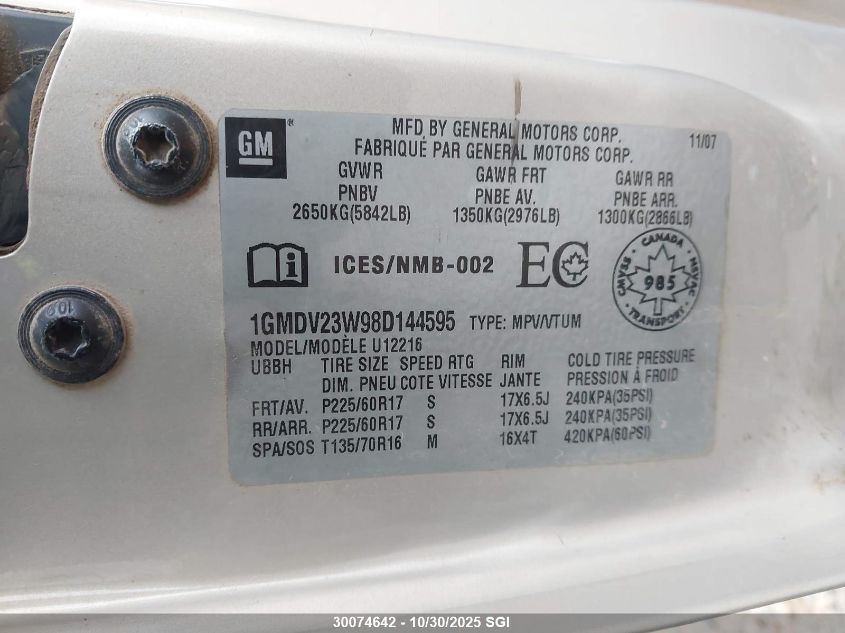 GM ®
MFD. BY GENERAL MOTORS CORP. 11/07
FABRIQUÉ PAR GENERAL MOTORS CORP.
GVWR GAWR FRT GAWR RR
PNBV PNBE AV. PNBE ARR.
2650KG(5842LB) 1350KG(2976LB) 1300KG(2866LB)
i ICES/NMB-002 EC
CANADA
CMVSS 985 NSVAC
TRANSPORT
1GMDV23W98D144595 TYPE: MPV/VTUM
MODEL/MODÈLE U12216
UBBH TIRE SIZE SPEED RTG RIM COLD TIRE PRESSURE
DIM. PNEU COTE VITESSE JANTE PRESSION À FROID
FRT/AV. P225/60R17 S 17X6.5J 240KPA(35PSI)
RR/ARR. P225/60R17 S 17X6.5J 240KPA(35PSI)
SPA/SOS T135/70R16 M 16X4T 420KPA(60PSI)
30074642 - 10/30/2025 SGI